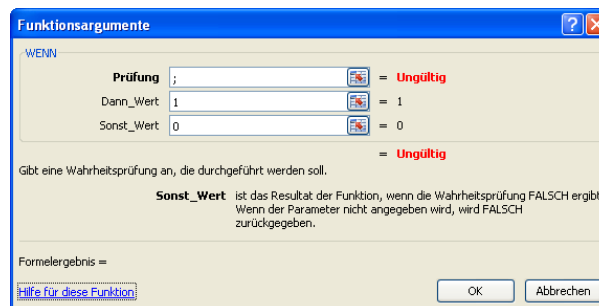 Funktionsargumente
WENN
Prüfung ; = Ungültig
Dann_Wert 1 = 1
Sonst_Wert 0 = 0
= Ungültig
Gibt eine Wahrheitsprüfung an, die durchgeführt werden soll.
Sonst_Wert ist das Resultat der Funktion, wenn die Wahrheitsprüfung FALSCH ergibt
Wenn der Parameter nicht angegeben wird, wird FALSCH
zurückgegeben.
Formelergebnis =
Hilfe für diese Funktion OK Abbrechen